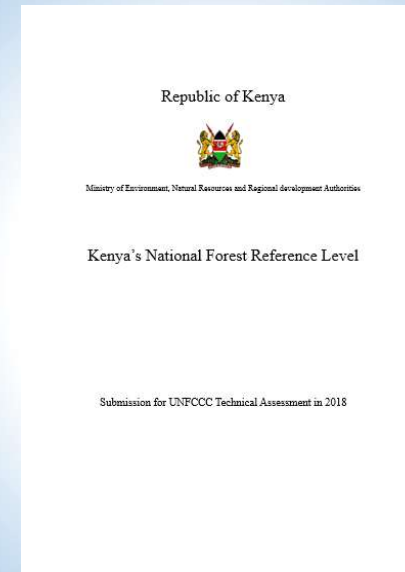 Republic of Kenya
Ministry of Environment, Natural Resources and Regional development Authorities
Kenya's National Forest Reference Level
Submission for UNFCCC Technical Assessment in 2018